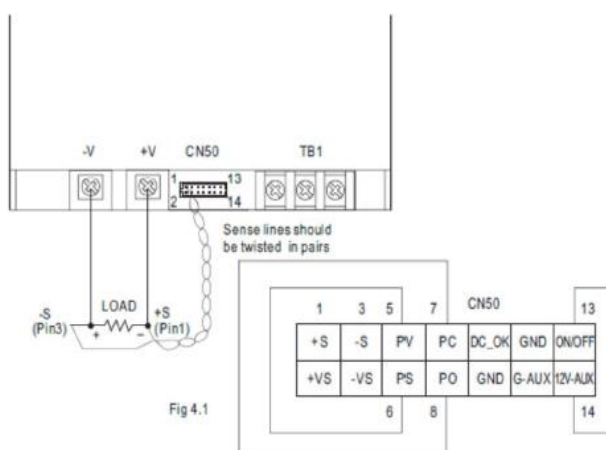 -V +V CN50 TB1
1 13
2 14
Sense lines should
be twisted in pairs
-S LOAD +S
(Pin3) + − (Pin1)
1 3 5 7 CN50 13
+S -S PV PC DC_OK GND ON/OFF
+VS -VS PS PO GND G-AUX 12V-AUX
Fig 4.1 6 8 14